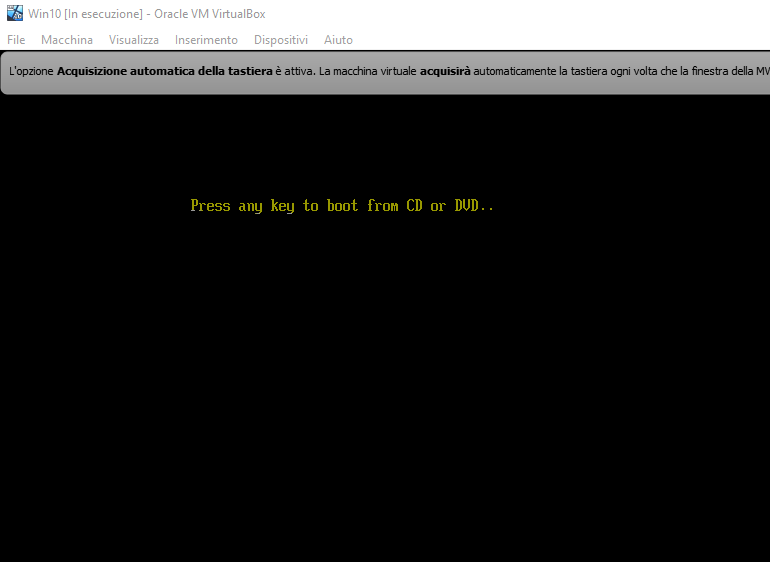 Win10 [In esecuzione] - Oracle VM VirtualBox
File Macchina Visualizza Inserimento Dispositivi Aiuto
L'opzione Acquisizione automatica della tastiera è attiva. La macchina virtuale acquisirà automaticamente la tastiera ogni volta che la finestra della
Press any key to boot from CD or DVD..